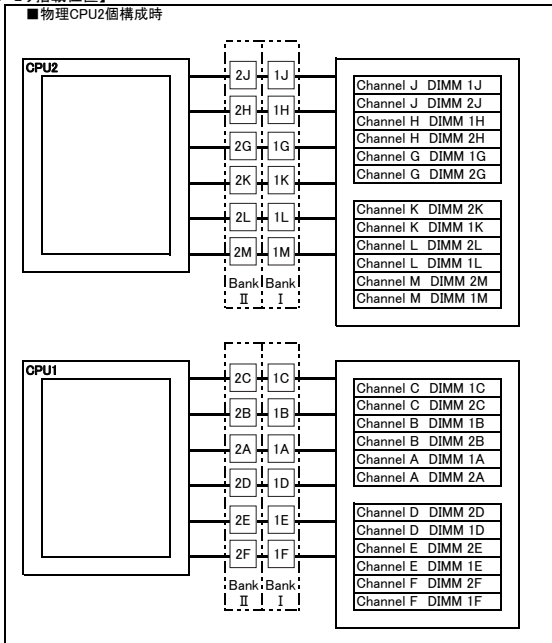 ■物理CPU2個構成時
CPU2
2J 1J
2H 1H
2G 1G
2K 1K
2L 1L
2M 1M
Bank Bank
Ⅱ Ⅰ
Channel J DIMM 1J
Channel J DIMM 2J
Channel H DIMM 1H
Channel H DIMM 2H
Channel G DIMM 1G
Channel G DIMM 2G
Channel K DIMM 2K
Channel K DIMM 1K
Channel L DIMM 2L
Channel L DIMM 1L
Channel M DIMM 2M
Channel M DIMM 1M
CPU1
2C 1C
2B 1B
2A 1A
2D 1D
2E 1E
2F 1F
Bank Bank
Ⅱ Ⅰ
Channel C DIMM 1C
Channel C DIMM 2C
Channel B DIMM 1B
Channel B DIMM 2B
Channel A DIMM 1A
Channel A DIMM 2A
Channel D DIMM 2D
Channel D DIMM 1D
Channel E DIMM 2E
Channel E DIMM 1E
Channel F DIMM 2F
Channel F DIMM 1F